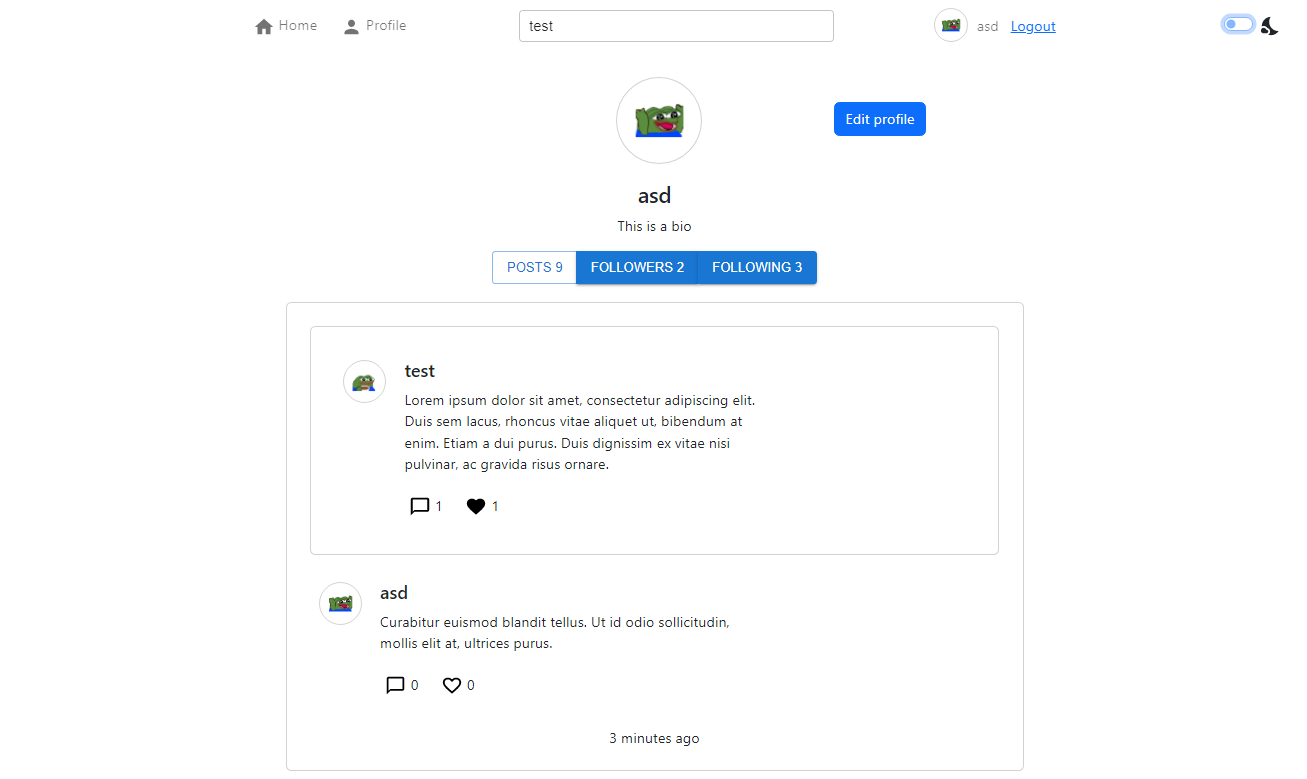 Home Profile test asd Logout
Edit profile
asd
This is a bio
POSTS 9 FOLLOWERS 2 FOLLOWING 3
test
Lorem ipsum dolor sit amet, consectetur adipiscing elit.
Duis sem lacus, rhoncus vitae aliquet ut, bibendum at
enim. Etiam a dui purus. Duis dignissim ex vitae nisi
pulvinar, ac gravida risus ornare.
1 1
asd
Curabitur euismod blandit tellus. Ut id odio sollicitudin,
mollis elit at, ultrices purus.
0 0
3 minutes ago